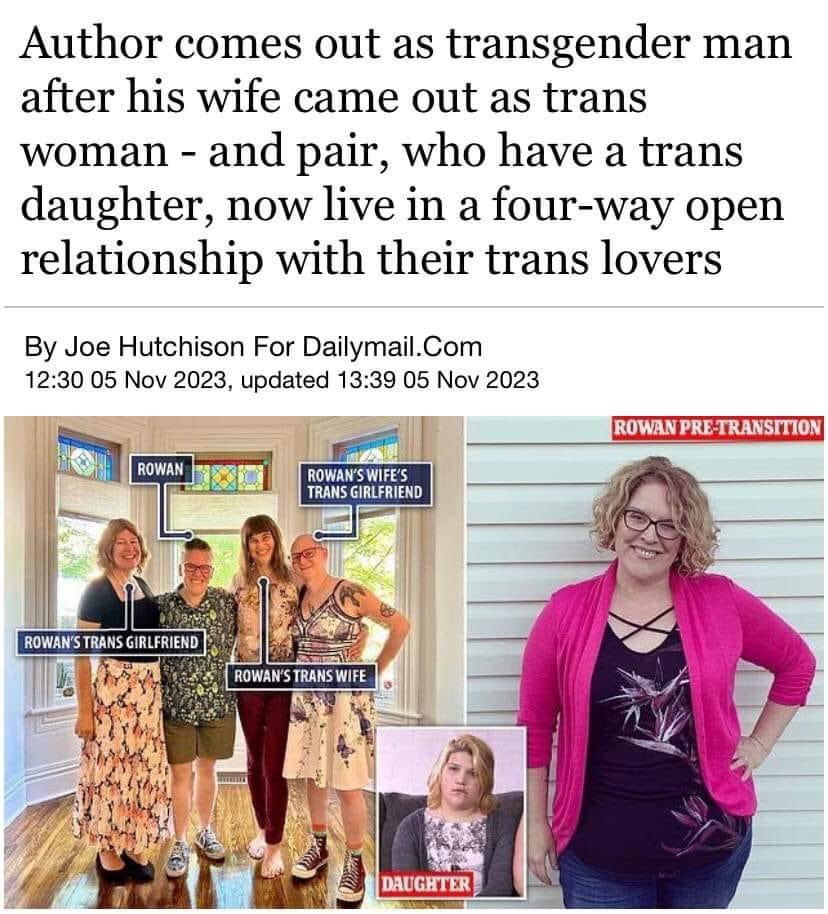 Author comes out as transgender man
after his wife came out as trans
woman - and pair, who have a trans
daughter, now live in a four-way open
relationship with their trans lovers
By Joe Hutchison For Dailymail.Com
12:30 05 Nov 2023, updated 13:39 05 Nov 2023
ROWAN PRE-TRANSITION
ROWAN
ROWAN'S WIFE'S
TRANS GIRLFRIEND
ROWAN'S TRANS GIRLFRIEND
ROWAN'S TRANS WIFE
DAUGHTER